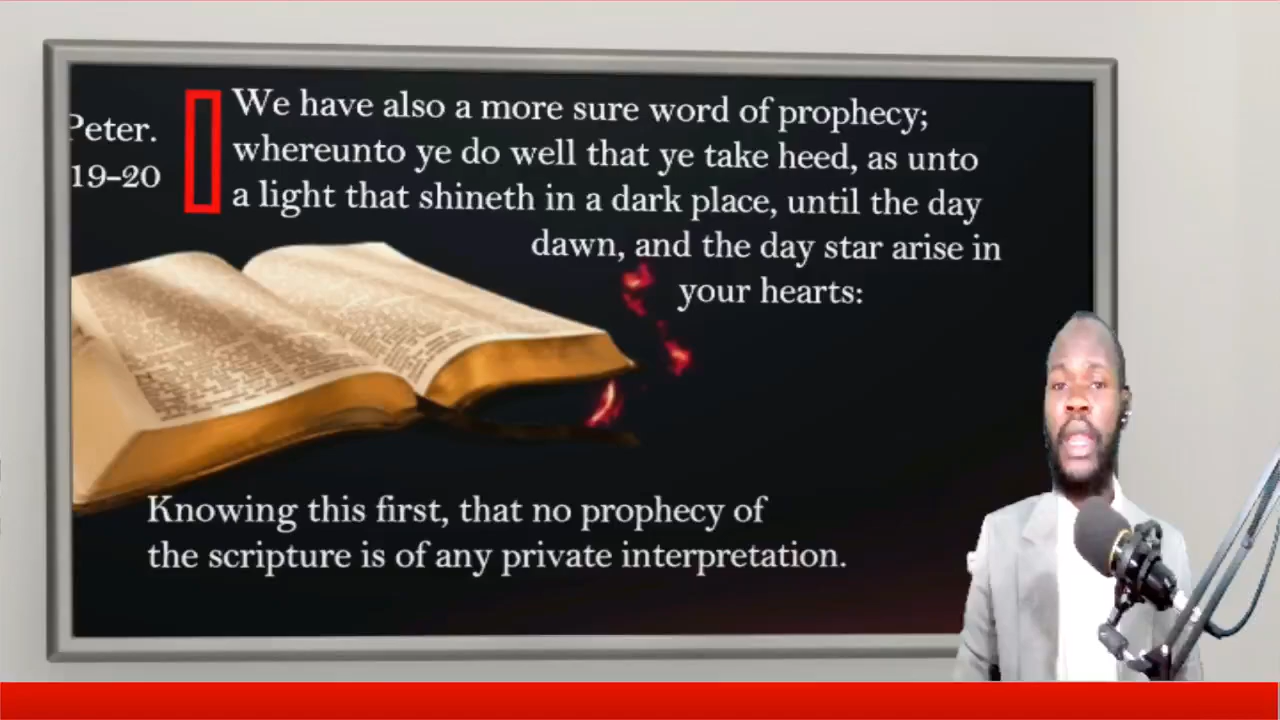 Peter.
19–20
We have also a more sure word of prophecy;
whereunto ye do well that ye take heed, as unto
a light that shineth in a dark place, until the day
dawn, and the day star arise in
your hearts:
Knowing this first, that no prophecy of
the scripture is of any private interpretation.